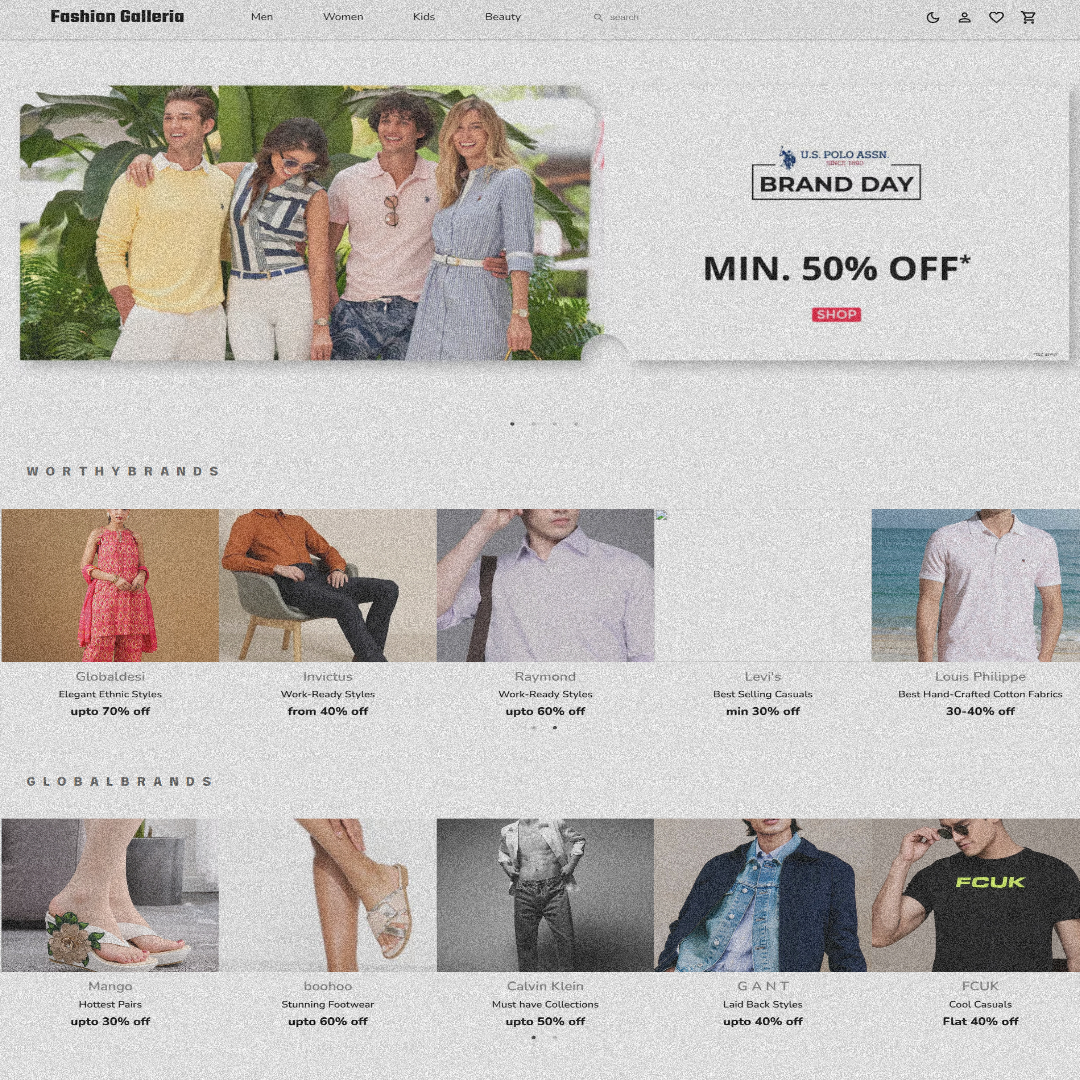 Fashion Galleria Men Women Kids Beauty search
U.S. POLO ASSN.
SINCE 1890
BRAND DAY
MIN. 50% OFF*
SHOP
WORTHYBRANDS
Globaldesi Invictus Raymond Levi's Louis Philippe
Elegant Ethnic Styles Work-Ready Styles Work-Ready Styles Best Selling Casuals Best Hand-Crafted Cotton Fabrics
upto 70% off from 40% off upto 60% off min 30% off 30-40% off
GLOBALBRANDS
FCUK
Mango boohoo Calvin Klein G A N T FCUK
Hottest Pairs Stunning Footwear Must have Collections Laid Back Styles Cool Casuals
upto 30% off upto 60% off upto 50% off upto 40% off Flat 40% off